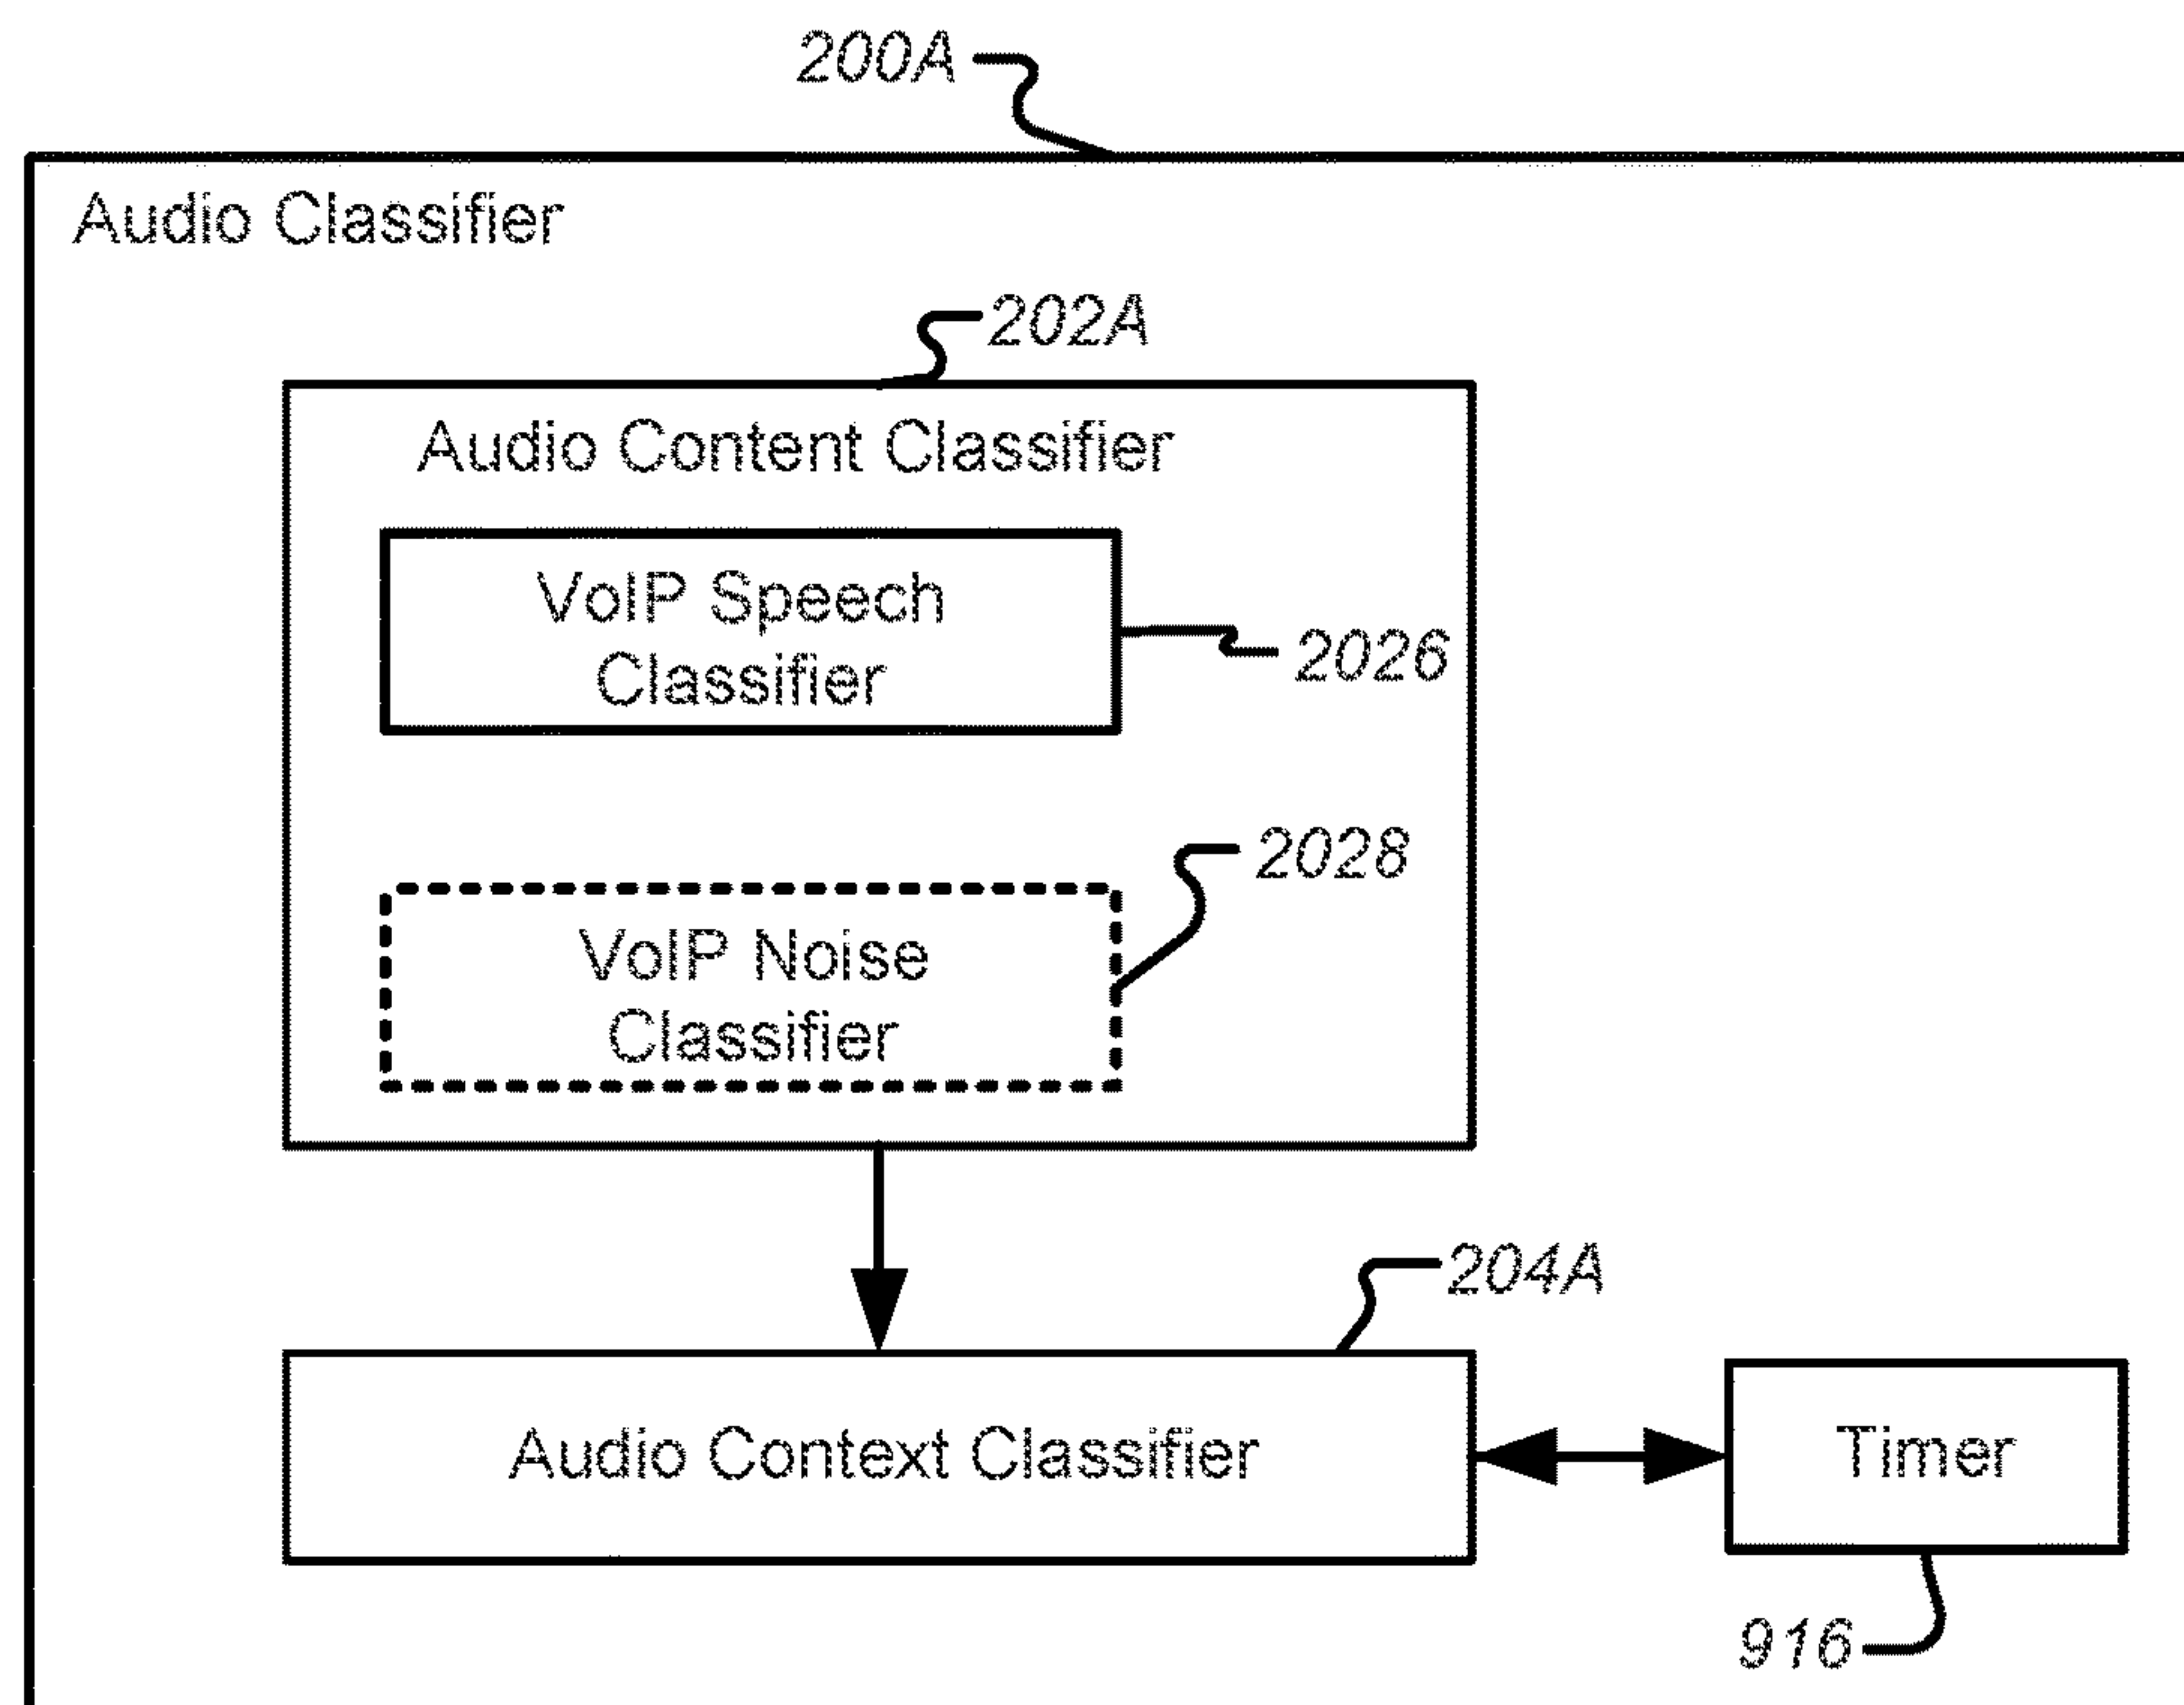 200A
Audio Classifier
202A
Audio Content Classifier
VoIP Speech
Classifier
2026
2028
VoIP Noise
Classifier
204A
Audio Context Classifier
Timer
916